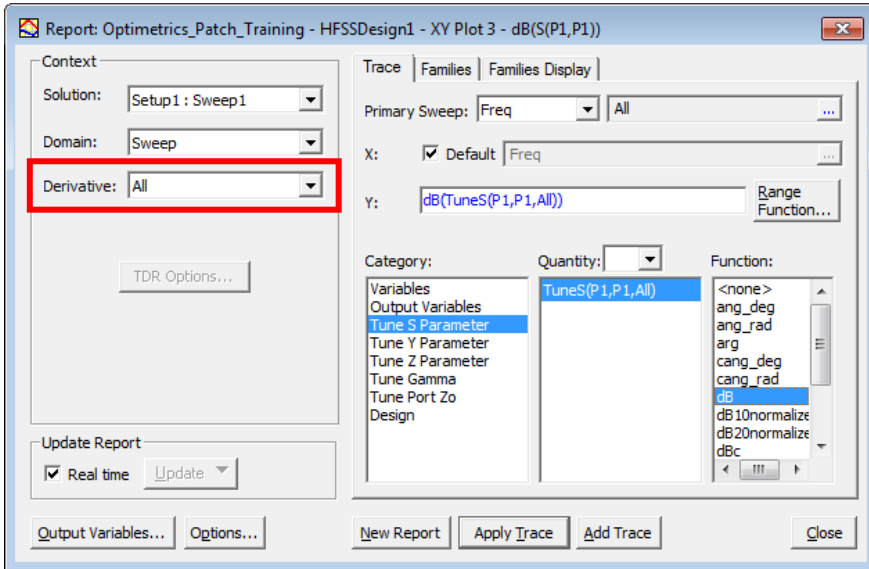 Report: Optimetrics_Patch_Training - HFSSDesign1 - XY Plot 3 - dB(S(P1,P1))
Context
Solution: Setup1 : Sweep1
Domain: Sweep
Derivative: All
TDR Options...
Update Report
Real time Update
Output Variables... Options...
Trace Families Families Display
Primary Sweep: Freq All ...
X: Default Freq ...
Y: dB(TuneS(P1,P1,All)) Range Function...
Category:
Variables
Output Variables
Tune S Parameter
Tune Y Parameter
Tune Z Parameter
Tune Gamma
Tune Port Zo
Design
Quantity:
TuneS(P1,P1,All)
Function:
<none>
ang_deg
ang_rad
arg
cang_deg
cang_rad
dB
dB10normalize
dB20normalize
dBc
New Report Apply Trace Add Trace Close